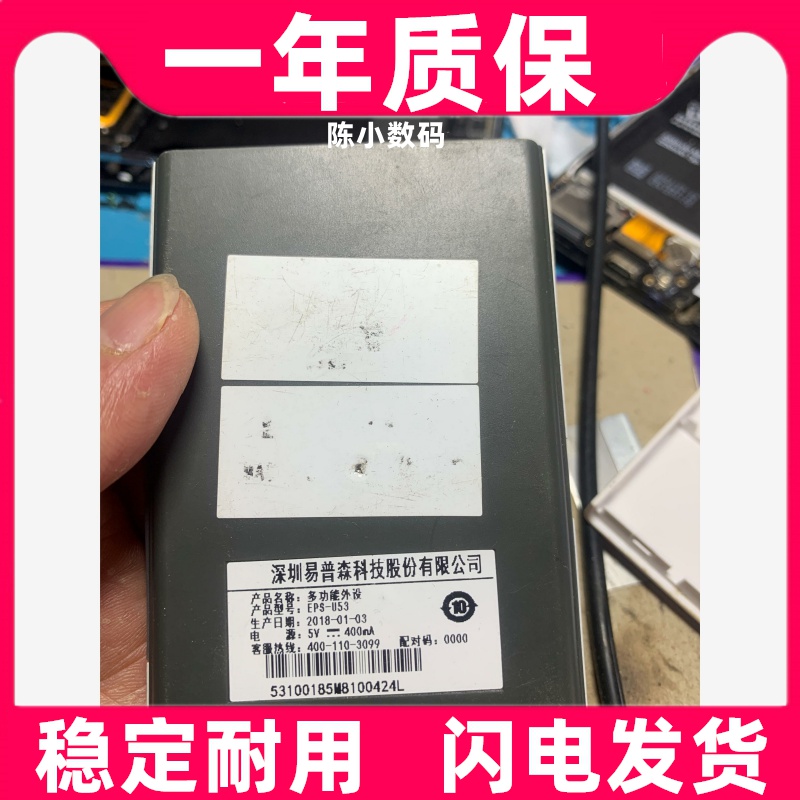 一年质保
陈小数码
深圳易普森科技股份有限公司
产品名称：多功能外设
产品型号：EPS-U53
生产日期：2018-01-03
电 源：5V ⎓ 400mA
客服热线：400-110-3099 配对码：0000
10
53100185M8100424L
稳定耐用 闪电发货